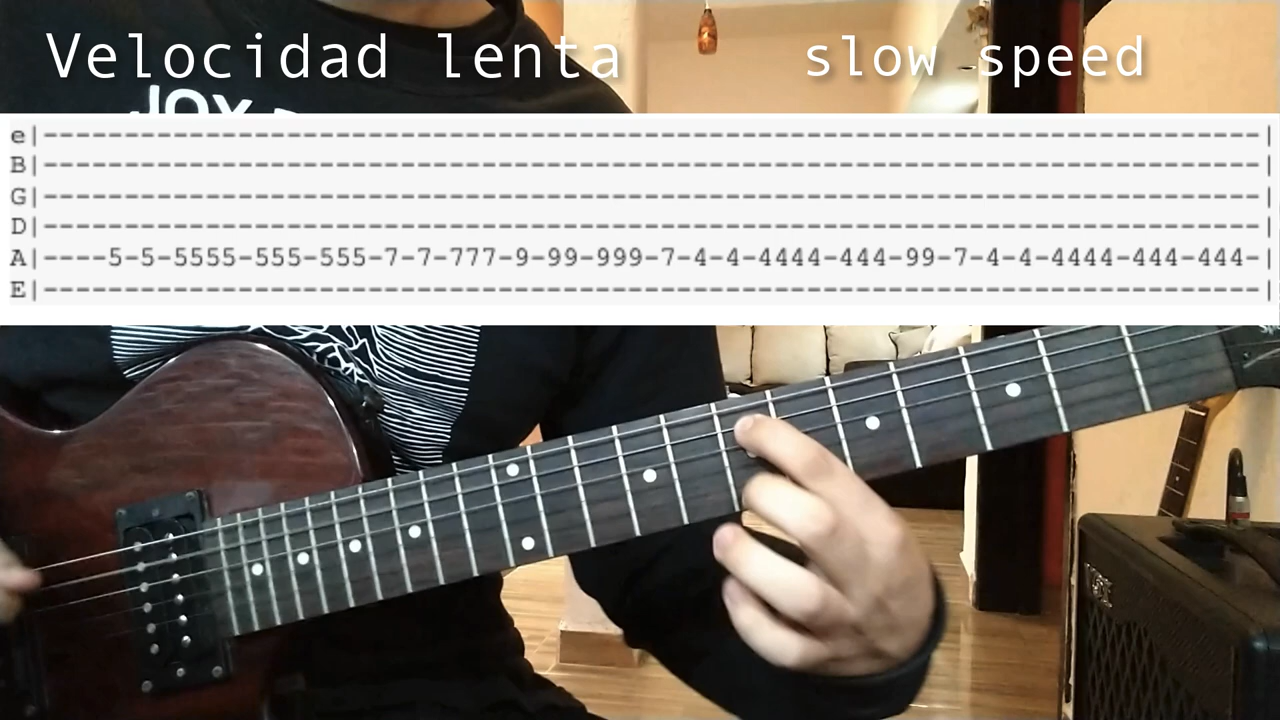 Velocidad lenta slow speed
JOY
e|---------------------------------------------------------------------------|
B|---------------------------------------------------------------------------|
G|---------------------------------------------------------------------------|
D|---------------------------------------------------------------------------|
A|----5-5-5555-555-555-7-7-777-9-99-999-7-4-4-4444-444-99-7-4-4-4444-444-444-|
E|---------------------------------------------------------------------------|